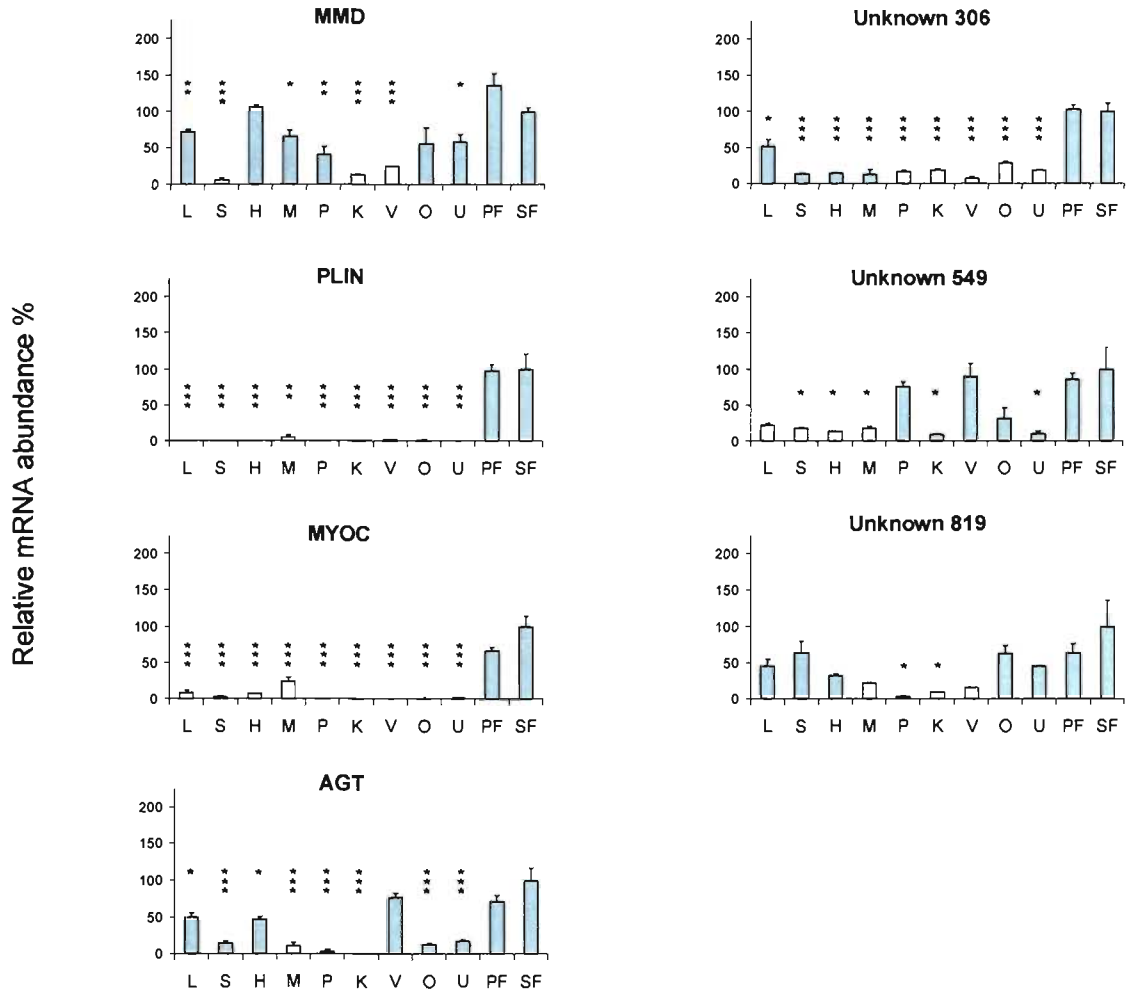 Relative mRNA abundance %
MMD
200
150
100
50
0
** *** * ** *** *** *
L S H M P K V O U PF SF
Unknown 306
200
150
100
50
0
* *** *** *** *** *** *** *** ***
L S H M P K V O U PF SF
PLIN
200
150
100
50
0
*** *** *** ** *** *** *** *** ***
L S H M P K V O U PF SF
Unknown 549
200
150
100
50
0
* * * * *
L S H M P K V O U PF SF
MYOC
200
150
100
50
0
*** *** *** *** *** *** *** *** ***
L S H M P K V O U PF SF
Unknown 819
200
150
100
50
0
* *
L S H M P K V O U PF SF
AGT
200
150
100
50
0
* *** * *** *** *** *** ***
L S H M P K V O U PF SF